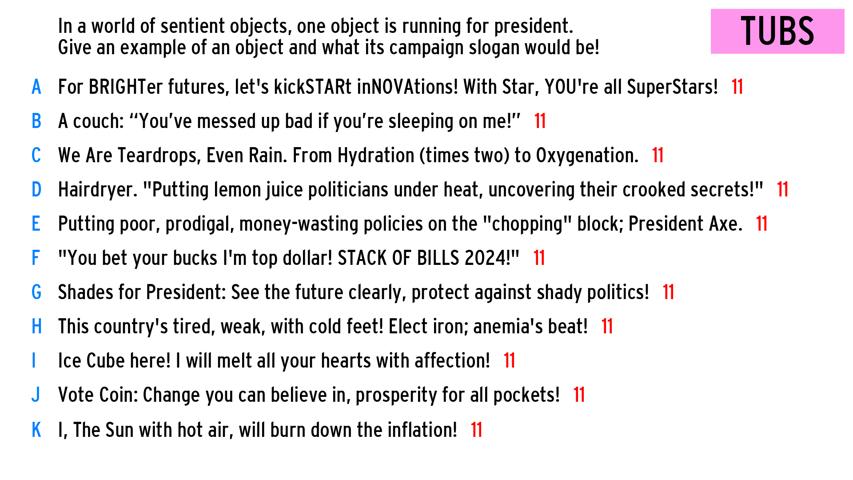 In a world of sentient objects, one object is running for president.
Give an example of an object and what its campaign slogan would be!
TUBS
A For BRIGHTer futures, let's kickSTARt inNOVAtions! With Star, YOU're all SuperStars! 11
B A couch: “You’ve messed up bad if you’re sleeping on me!” 11
C We Are Teardrops, Even Rain. From Hydration (times two) to Oxygenation. 11
D Hairdryer. "Putting lemon juice politicians under heat, uncovering their crooked secrets!" 11
E Putting poor, prodigal, money-wasting policies on the "chopping" block; President Axe. 11
F "You bet your bucks I'm top dollar! STACK OF BILLS 2024!" 11
G Shades for President: See the future clearly, protect against shady politics! 11
H This country's tired, weak, with cold feet! Elect iron; anemia's beat! 11
I Ice Cube here! I will melt all your hearts with affection! 11
J Vote Coin: Change you can believe in, prosperity for all pockets! 11
K I, The Sun with hot air, will burn down the inflation! 11